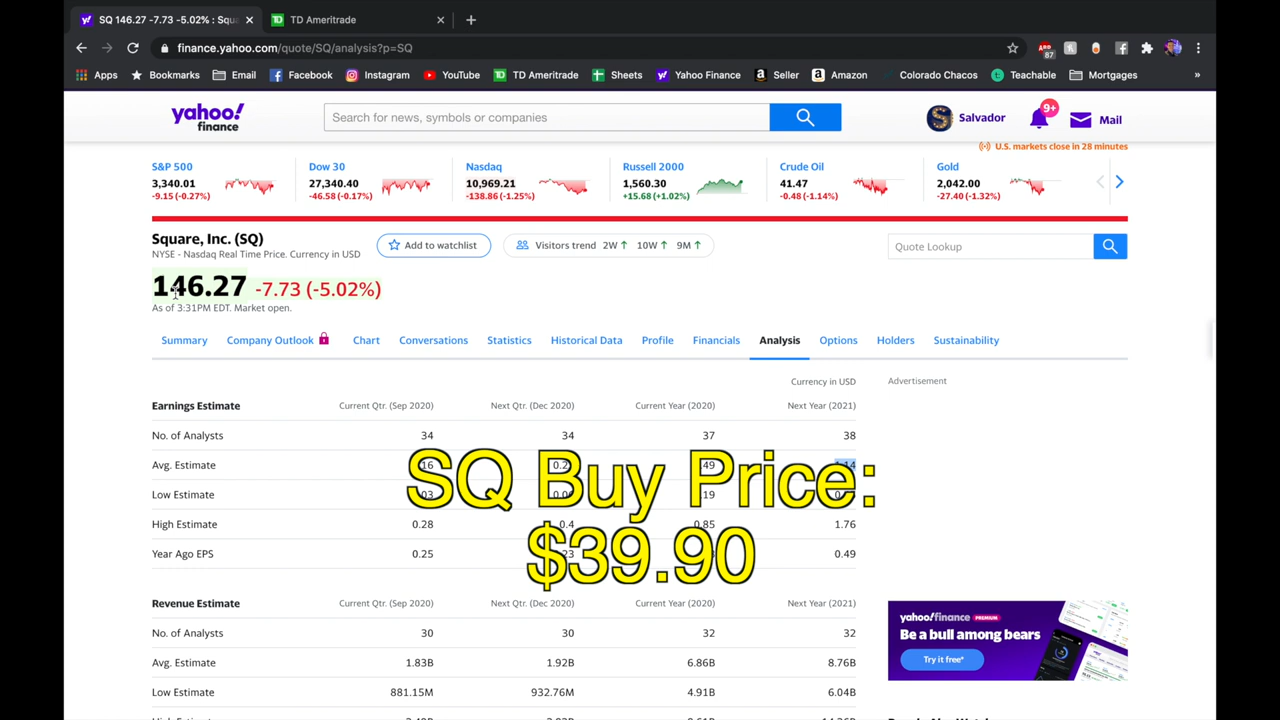 SQ 146.27 -7.73 -5.02% : Squa
TD Ameritrade
finance.yahoo.com/quote/SQ/analysis?p=SQ
87
Apps Bookmarks Email Facebook Instagram YouTube TD Ameritrade Sheets Yahoo Finance Seller Amazon Colorado Chacos Teachable Mortgages »
yahoo!
finance
Search for news, symbols or companies
Salvador
9+
Mail
U.S. markets close in 28 minutes
S&P 500 Dow 30 Nasdaq Russell 2000 Crude Oil Gold
3,340.01 27,340.40 10,969.21 1,560.30 41.47 2,042.00
-9.15 (-0.27%) -46.58 (-0.17%) -138.86 (-1.25%) +15.68 (+1.02%) -0.48 (-1.14%) -27.40 (-1.32%)
Square, Inc. (SQ)
NYSE - Nasdaq Real Time Price. Currency in USD
Add to watchlist
Visitors trend 2W↑ 10W↑ 9M↑
Quote Lookup
146.27 -7.73 (-5.02%)
As of 3:31PM EDT. Market open.
Summary Company Outlook Chart Conversations Statistics Historical Data Profile Financials Analysis Options Holders Sustainability
Currency in USD
Advertisement
Earnings Estimate Current Qtr. (Sep 2020) Next Qtr. (Dec 2020) Current Year (2020) Next Year (2021)
No. of Analysts 34 34 37 38
Avg. Estimate
Low Estimate
High Estimate 0.28 0.4 0.85 1.76
Year Ago EPS 0.25 0.49
SQ Buy Price:
$39.90
Revenue Estimate Current Qtr. (Sep 2020) Next Qtr. (Dec 2020) Current Year (2020) Next Year (2021)
No. of Analysts 30 30 32 32
Avg. Estimate 1.83B 1.92B 6.86B 8.76B
Low Estimate 881.15M 932.76M 4.91B 6.04B
yahoo!finance PREMIUM
Be a bull among bears
Try it free*